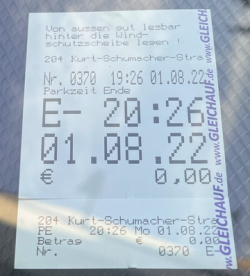 Von aussen gut lesbar
hinter die Wind-
schutzscheibe legen !
204 Kurt-Schumacher-Stra
Nr. 0370 19:26 01.08.22
Parkzeit Ende
E- 20:26
01.08.22
€ 0,00
204 Kurt-Schumacher-Stra
PE 20:26 Mo 01.08.22
Betrag € 0,00
Nr. 0370 E-
www.GLEICHAUF.de
www.GLEICHAUF.de